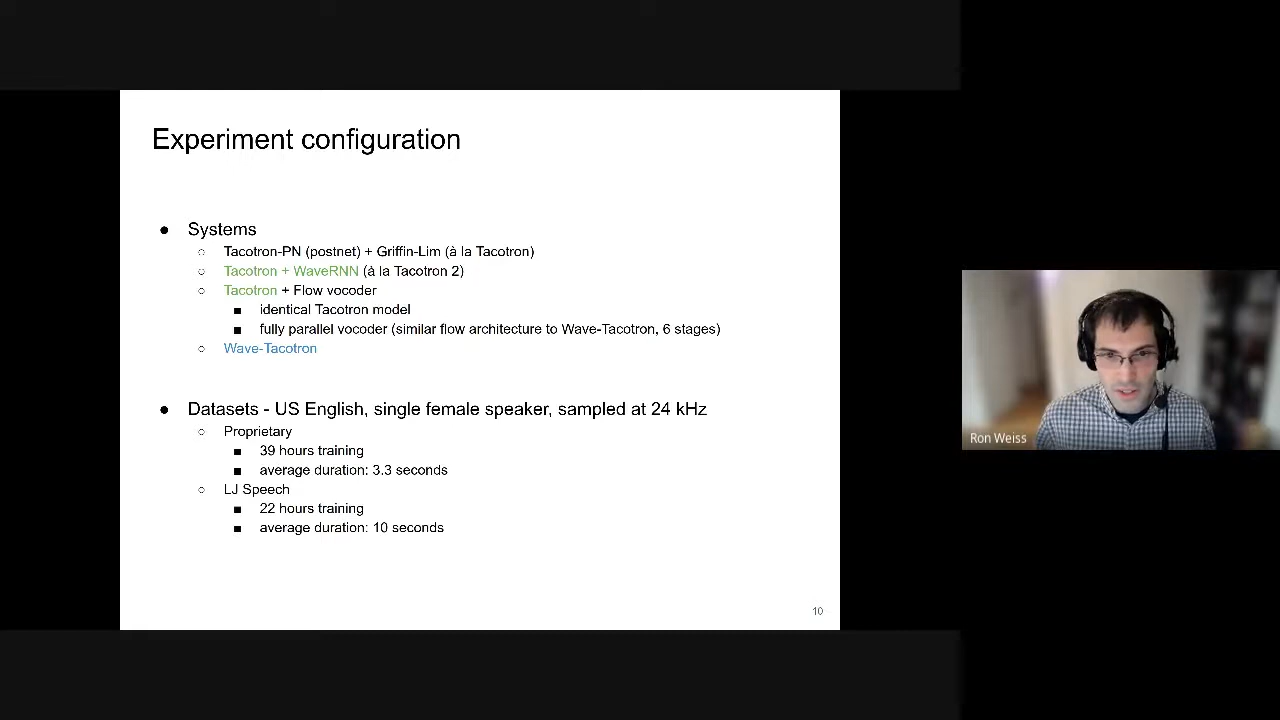 Experiment configuration
● Systems
○ Tacotron-PN (postnet) + Griffin-Lim (à la Tacotron)
○ Tacotron + WaveRNN (à la Tacotron 2)
○ Tacotron + Flow vocoder
■ identical Tacotron model
■ fully parallel vocoder (similar flow architecture to Wave-Tacotron, 6 stages)
○ Wave-Tacotron
● Datasets - US English, single female speaker, sampled at 24 kHz
○ Proprietary
■ 39 hours training
■ average duration: 3.3 seconds
○ LJ Speech
■ 22 hours training
■ average duration: 10 seconds
10
Ron Weiss